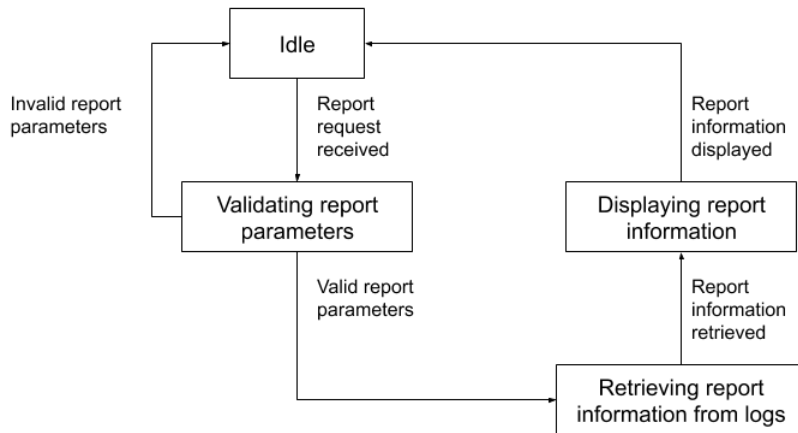 Idle
Invalid report
parameters
Report
request
received
Report
information
displayed
Validating report
parameters
Displaying report
information
Valid report
parameters
Report
information
retrieved
Retrieving report
information from logs